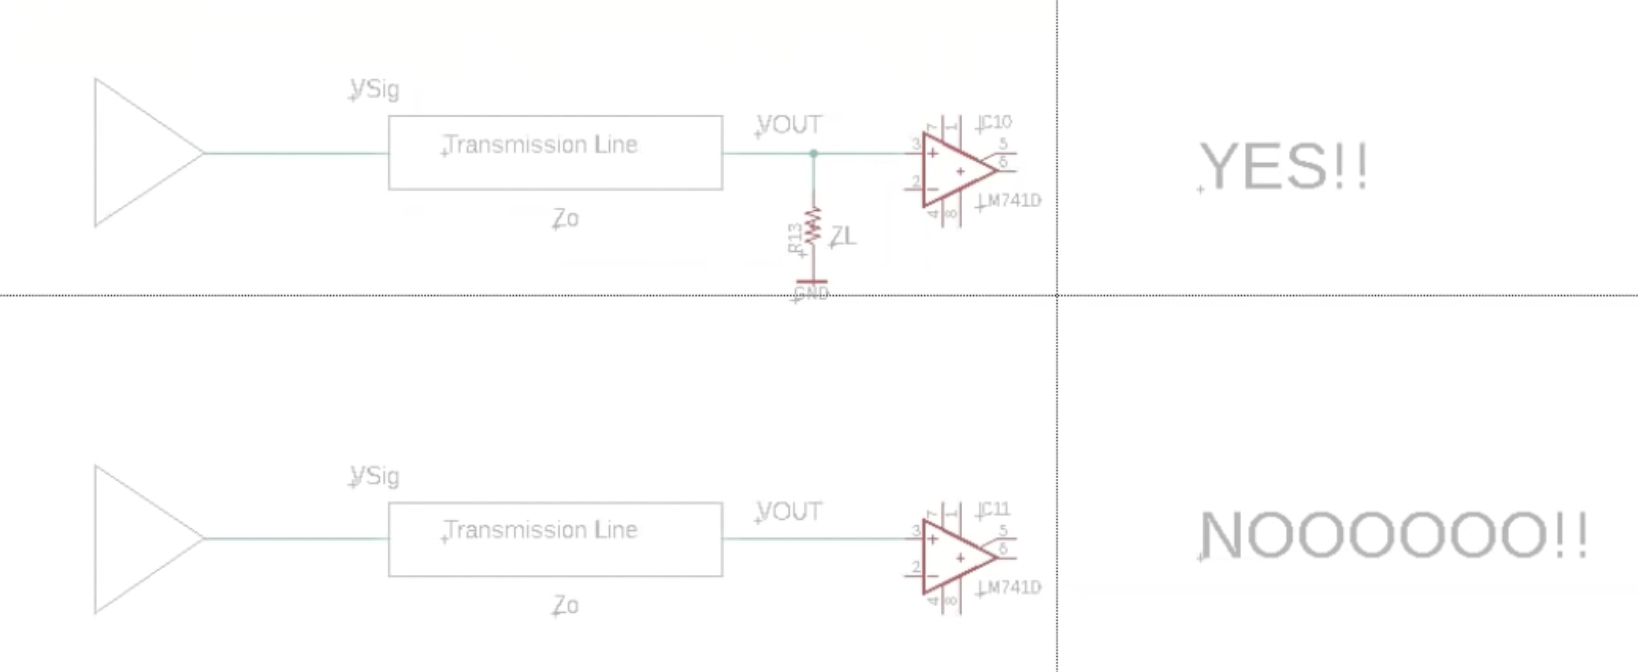 VSig
Transmission Line
Zo
VOUT
7
1
IC10
3
2
5
6
4
8
LM741D
R13
ZL
GND
YES!!
VSig
Transmission Line
Zo
VOUT
7
1
IC11
3
2
5
6
4
8
LM741D
NOOOOOO!!